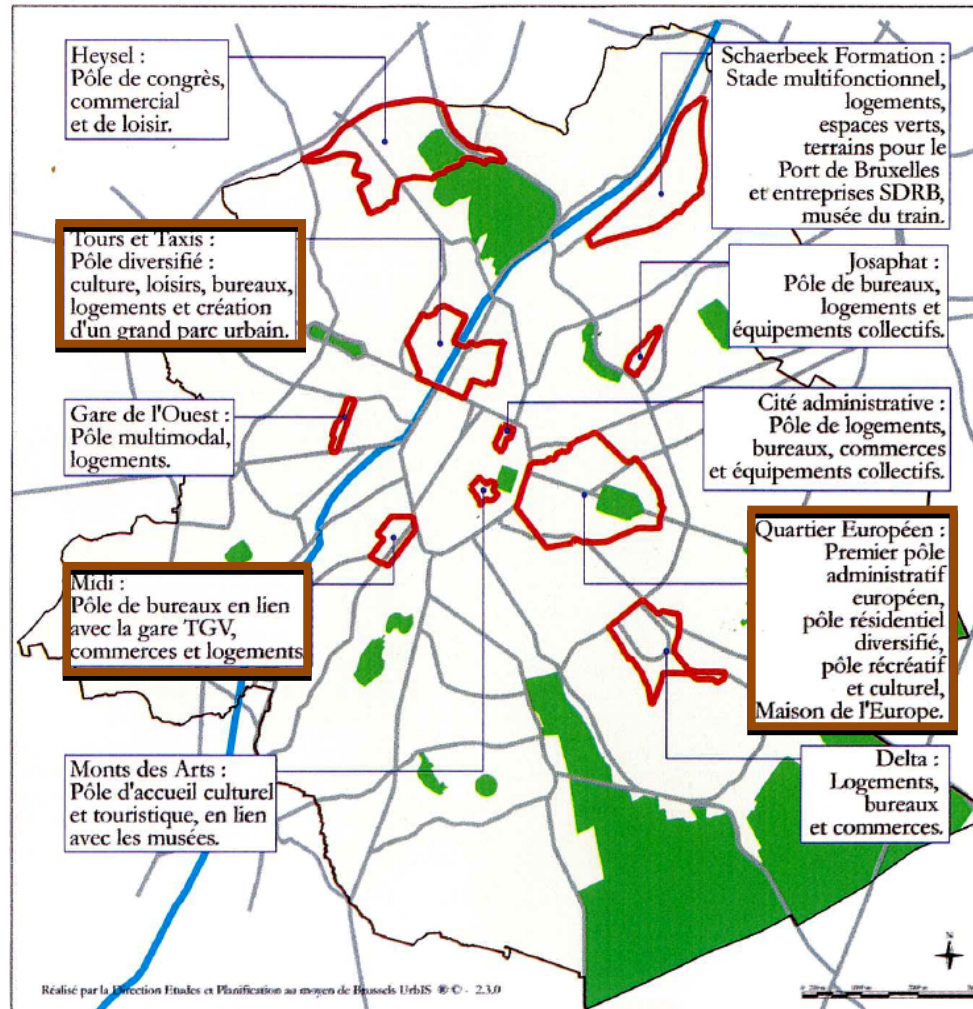 Heysel :
Pôle de congrès,
commercial
et de loisir.
Schaerbeek Formation :
Stade multifonctionnel,
logements,
espaces verts,
terrains pour le
Port de Bruxelles
et entreprises SDRB,
musée du train.
Tours et Taxis :
Pôle diversifié :
culture, loisirs, bureaux,
logements et création
d'un grand parc urbain.
Josaphat :
Pôle de bureaux,
logements et
équipements collectifs.
Gare de l'Ouest :
Pôle multimodal,
logements.
Cité administrative :
Pôle de logements,
bureaux, commerces
et équipements collectifs.
Midi :
Pôle de bureaux en lien
avec la gare TGV,
commerces et logements
Quartier Européen :
Premier pôle
administratif
européen,
pôle résidentiel
diversifié,
pôle récréatif
et culturel,
Maison de l'Europe.
Monts des Arts :
Pôle d'accueil culturel
et touristique, en lien
avec les musées.
Delta :
Logements,
bureaux
et commerces.
N
Réalisé par la Direction Etudes et Planification au moyen de Brussels UrbIS ® © - 2.3.0